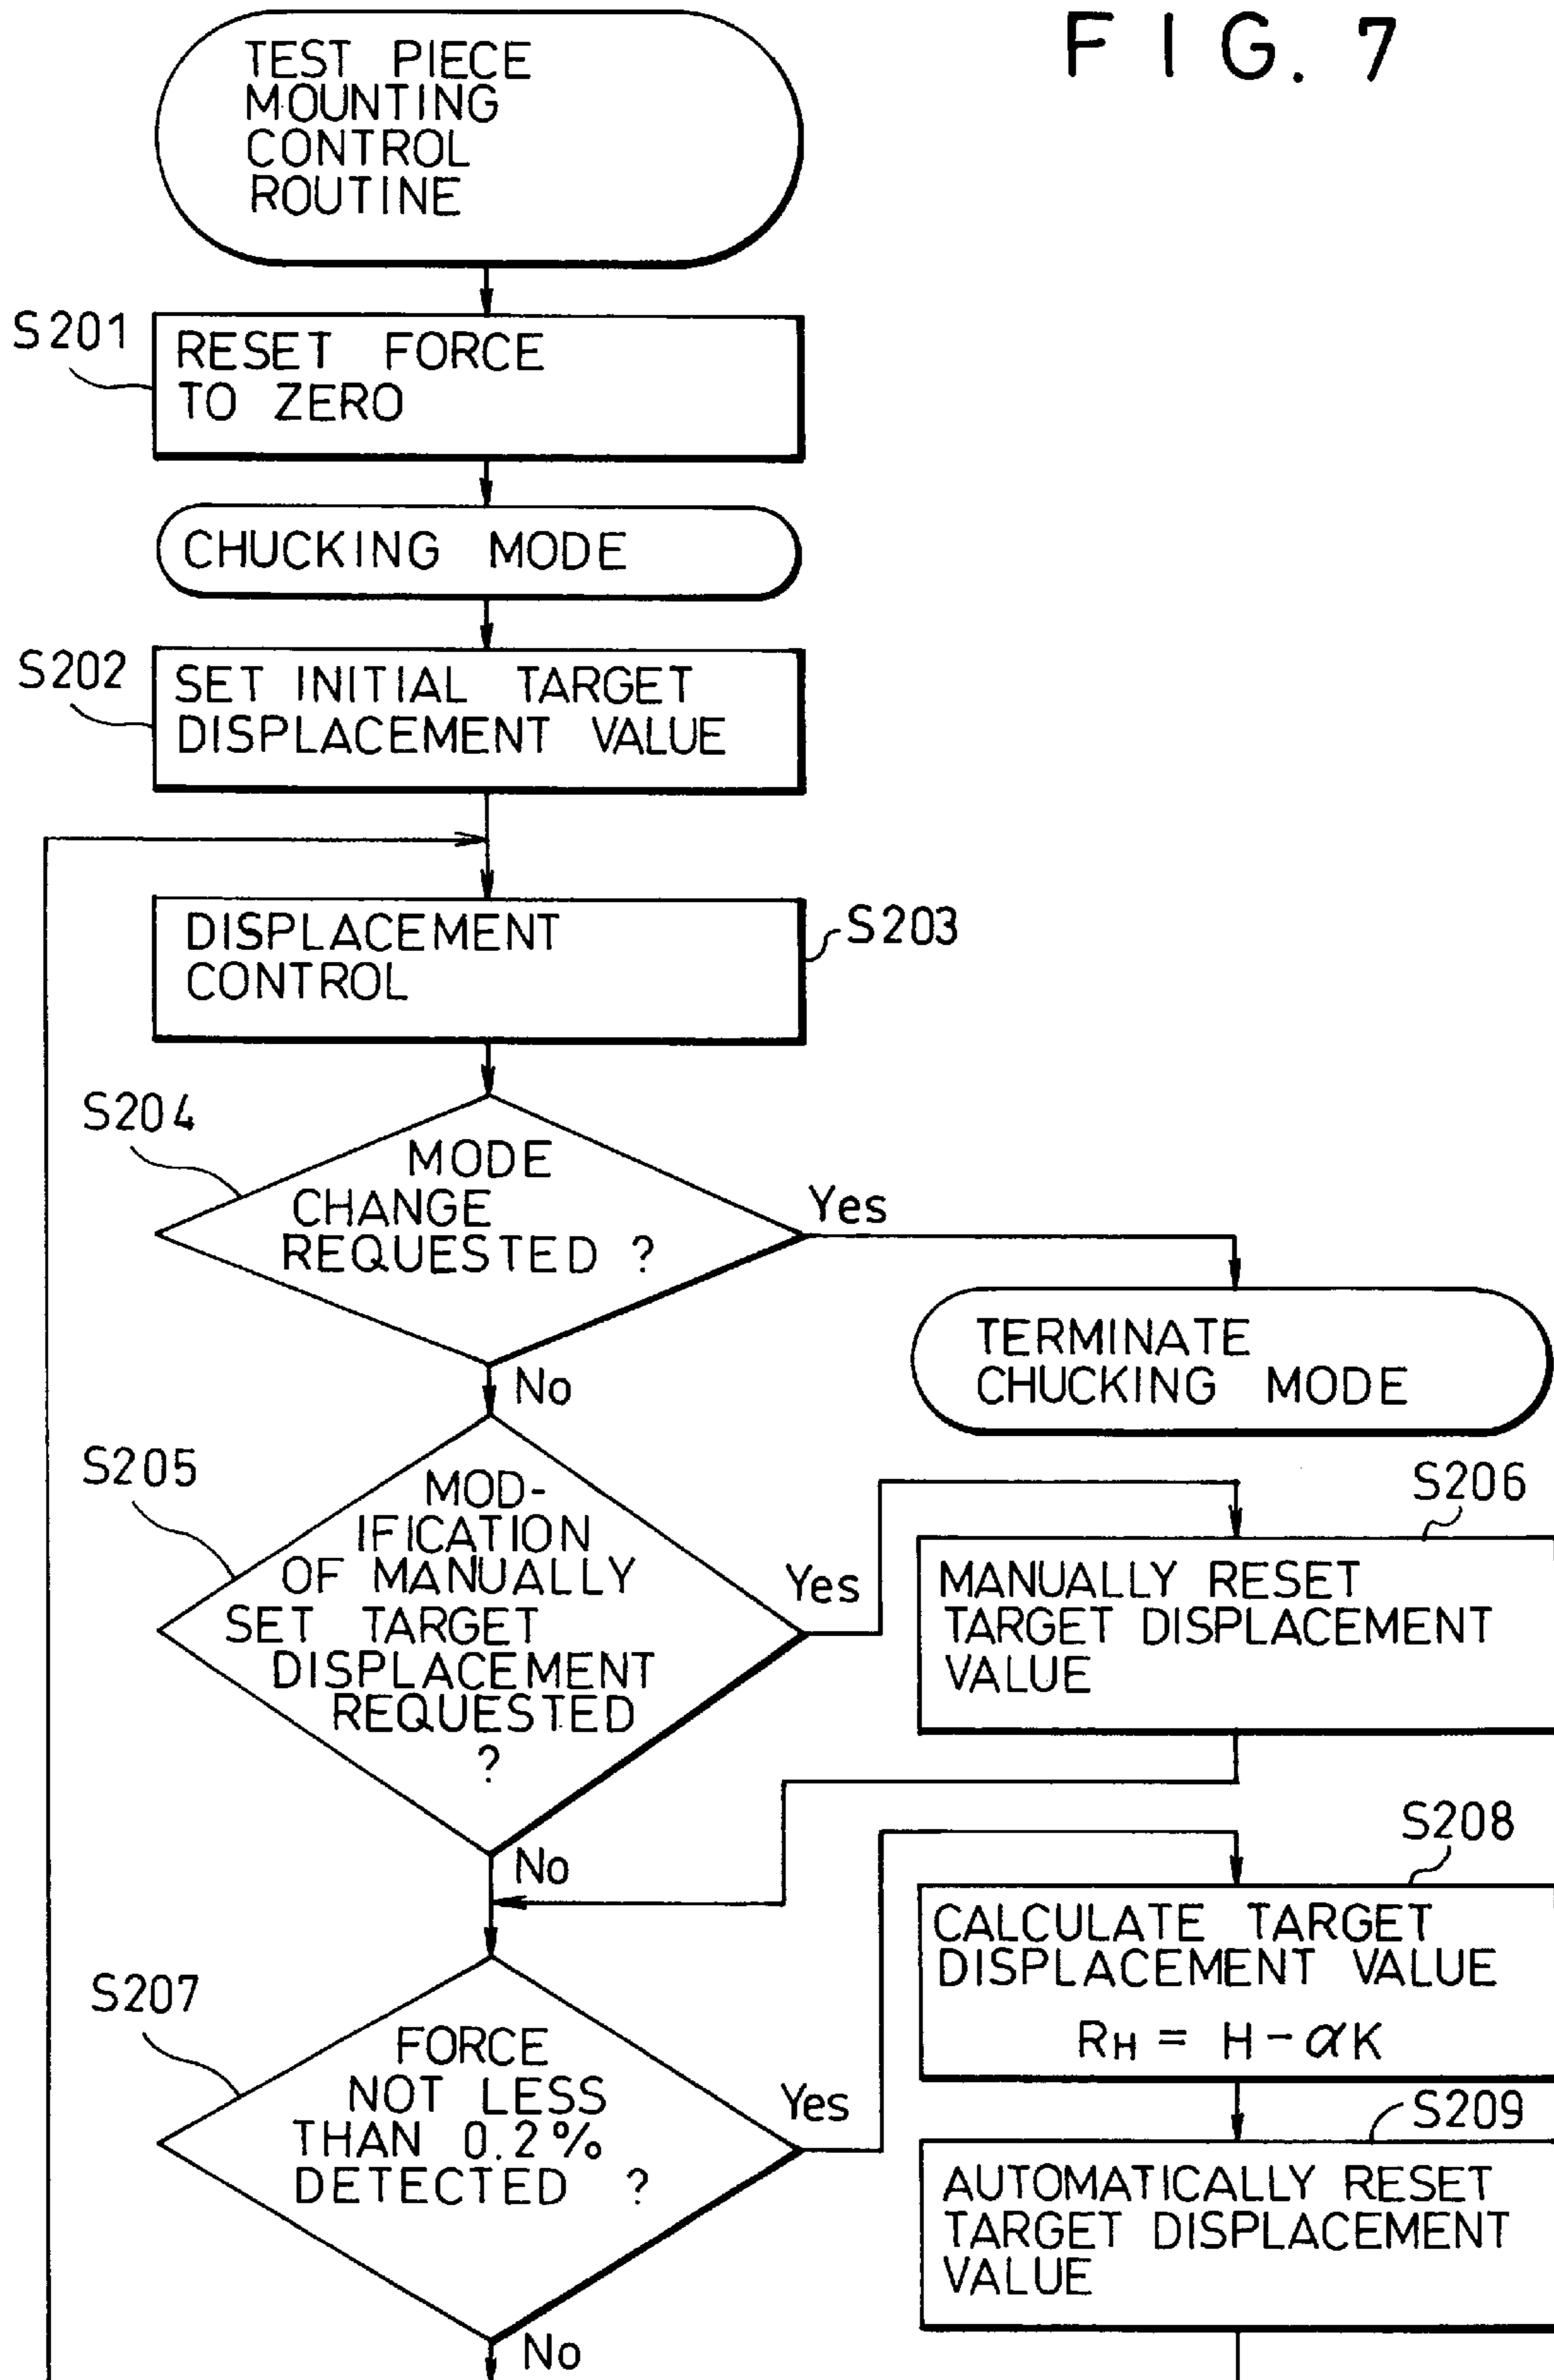 FIG. 7
TEST PIECE
MOUNTING
CONTROL
ROUTINE
S201
RESET FORCE
TO ZERO
CHUCKING MODE
S202
SET INITIAL TARGET
DISPLACEMENT VALUE
DISPLACEMENT
CONTROL
S203
S204
MODE
CHANGE
REQUESTED ?
Yes
TERMINATE
CHUCKING MODE
No
S205
MOD-
IFICATION
OF MANUALLY
SET TARGET
DISPLACEMENT
REQUESTED
?
Yes
S206
MANUALLY RESET
TARGET DISPLACEMENT
VALUE
No
S207
FORCE
NOT LESS
THAN 0.2%
DETECTED ?
Yes
S208
CALCULATE TARGET
DISPLACEMENT VALUE
RH = H - αK
S209
AUTOMATICALLY RESET
TARGET DISPLACEMENT
VALUE
No